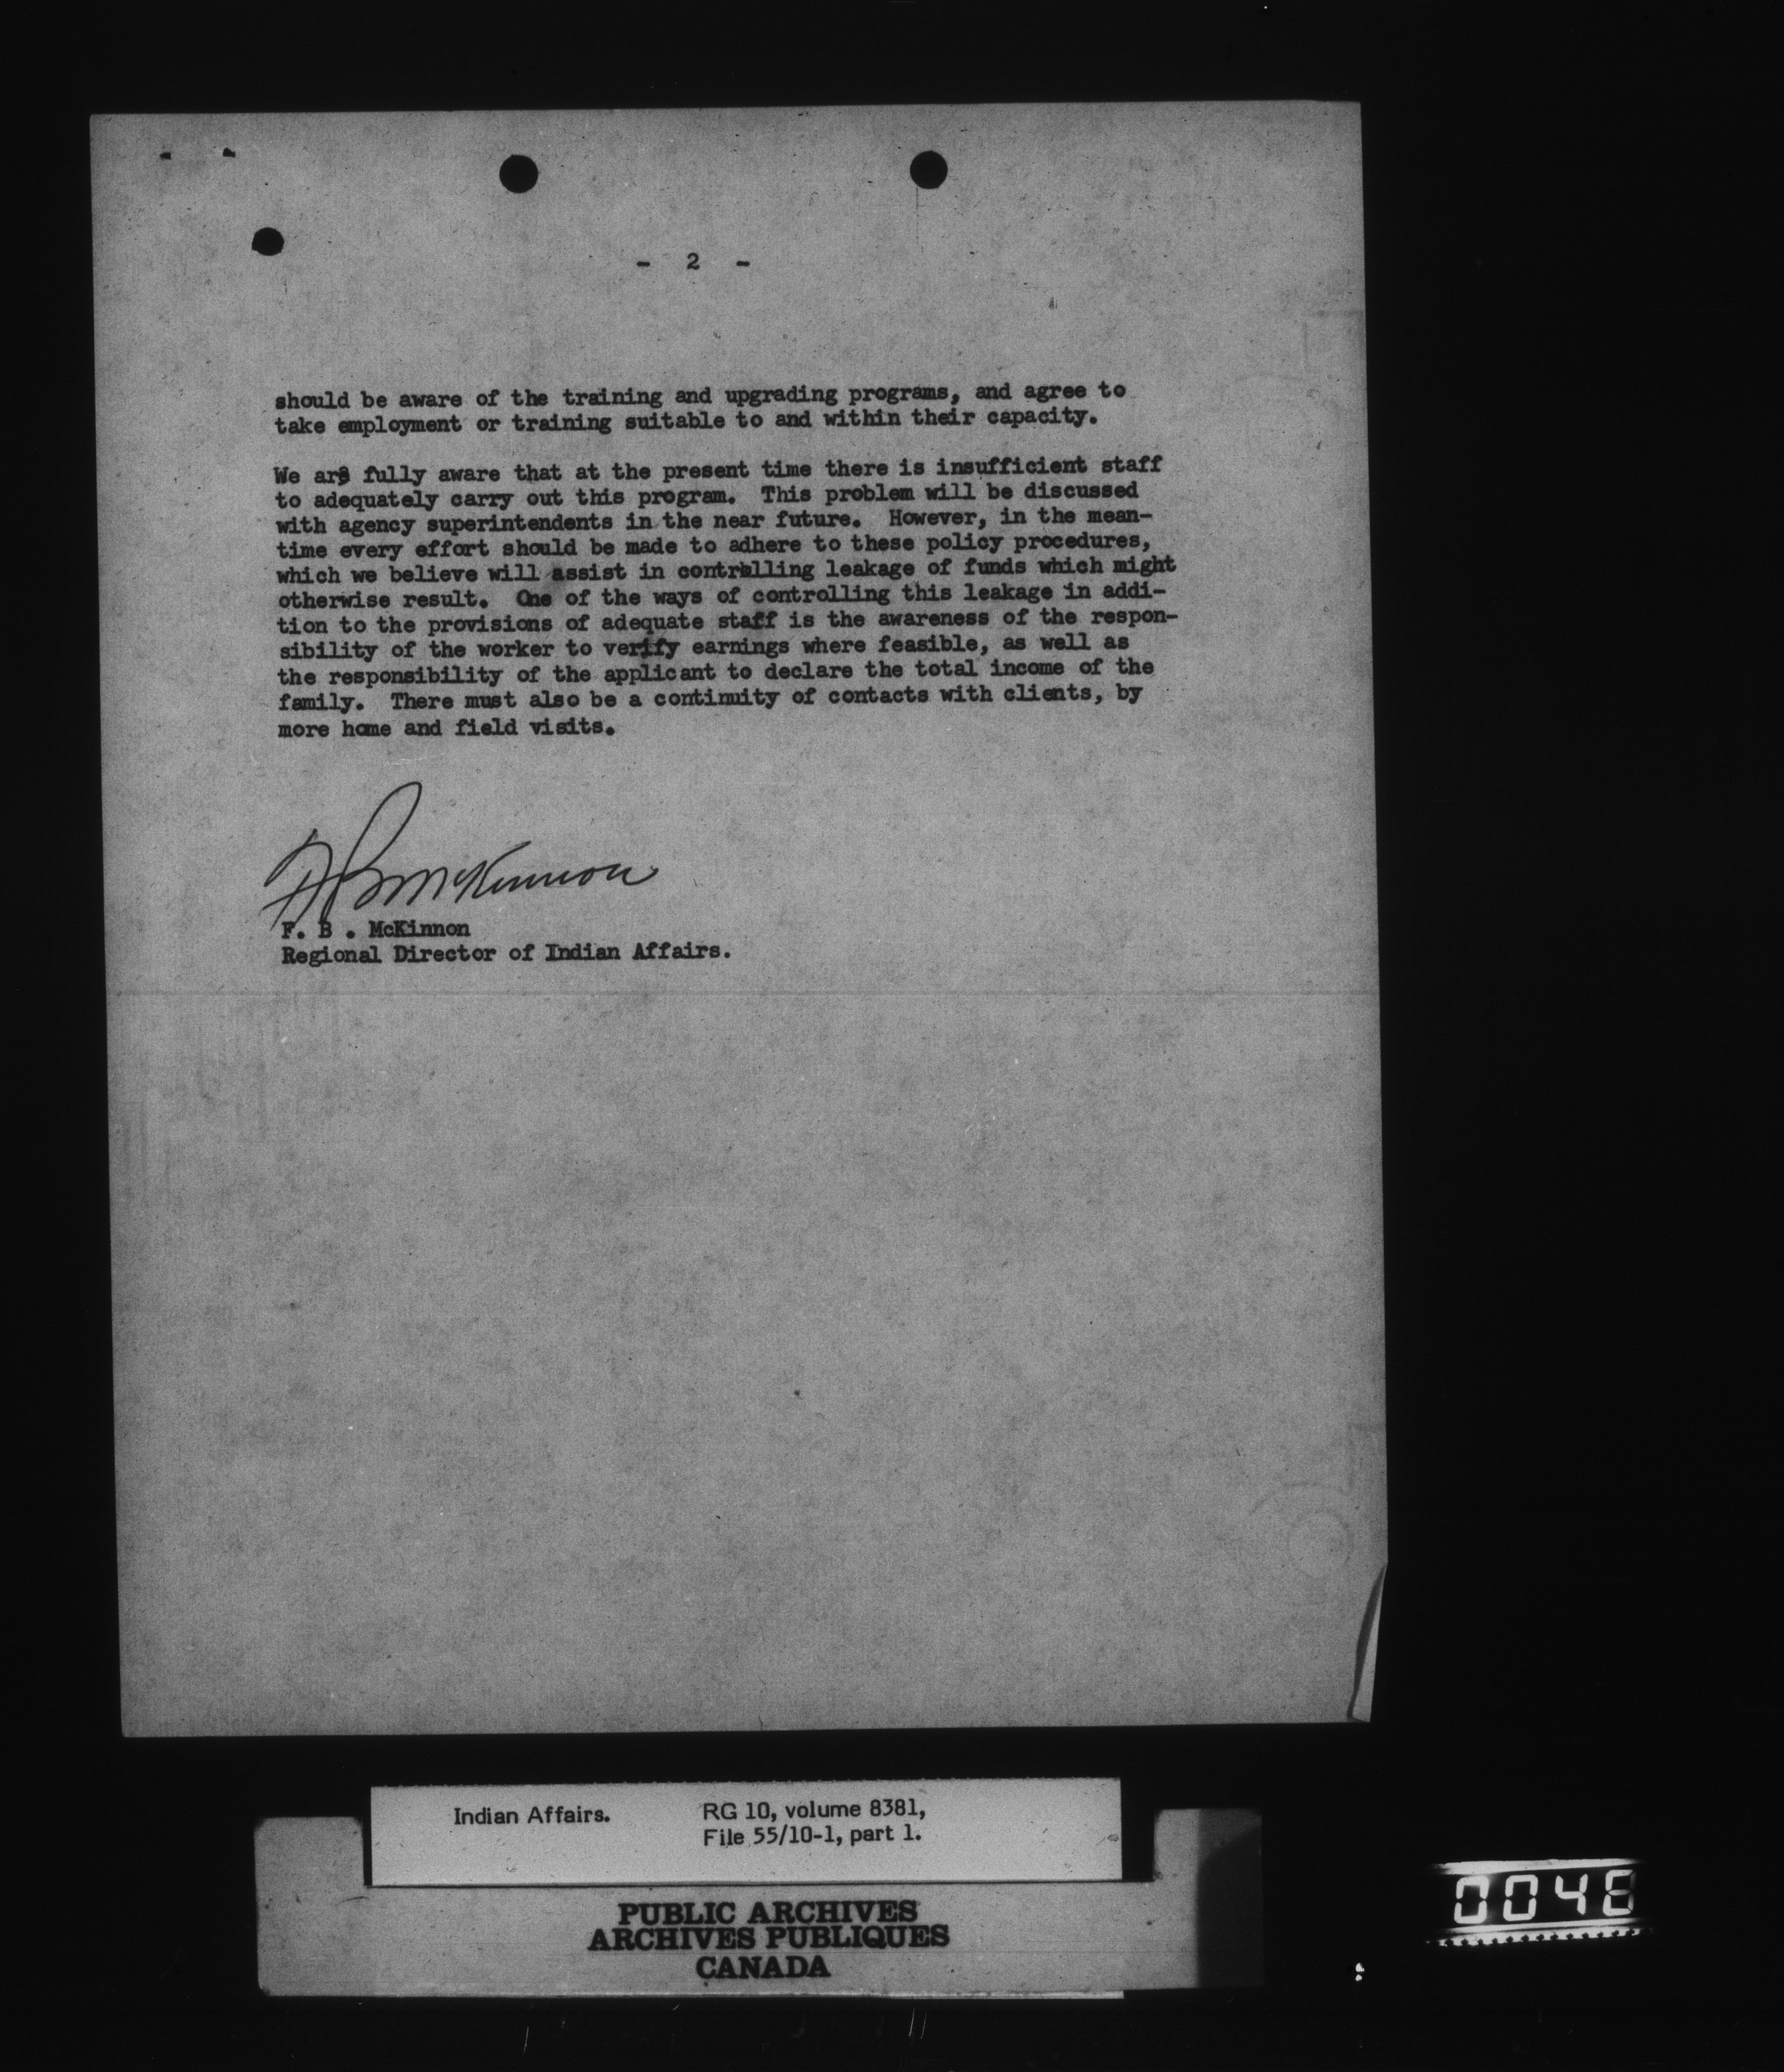 - 2 -
should be aware of the training and upgrading programs, and agree to
take employment or training suitable to and within their capacity.
We are fully aware that at the present time there is insufficient staff
to adequately carry out this program. This problem will be discussed
with agency superintendents in the near future. However, in the mean-
time every effort should be made to adhere to these policy procedures,
which we believe will assist in controlling leakage of funds which might
otherwise result. One of the ways of controlling this leakage in addi-
tion to the provisions of adequate staff is the awareness of the respon-
sibility of the worker to verify earnings where feasible, as well as
the responsibility of the applicant to declare the total income of the
family. There must also be a continuity of contacts with clients, by
more home and field visits.
F B McKinnon
F. B . McKinnon
Regional Director of Indian Affairs.
Indian Affairs. RG 10, volume 8381,
File 55/10-1, part 1.
PUBLIC ARCHIVES
ARCHIVES PUBLIQUES
CANADA